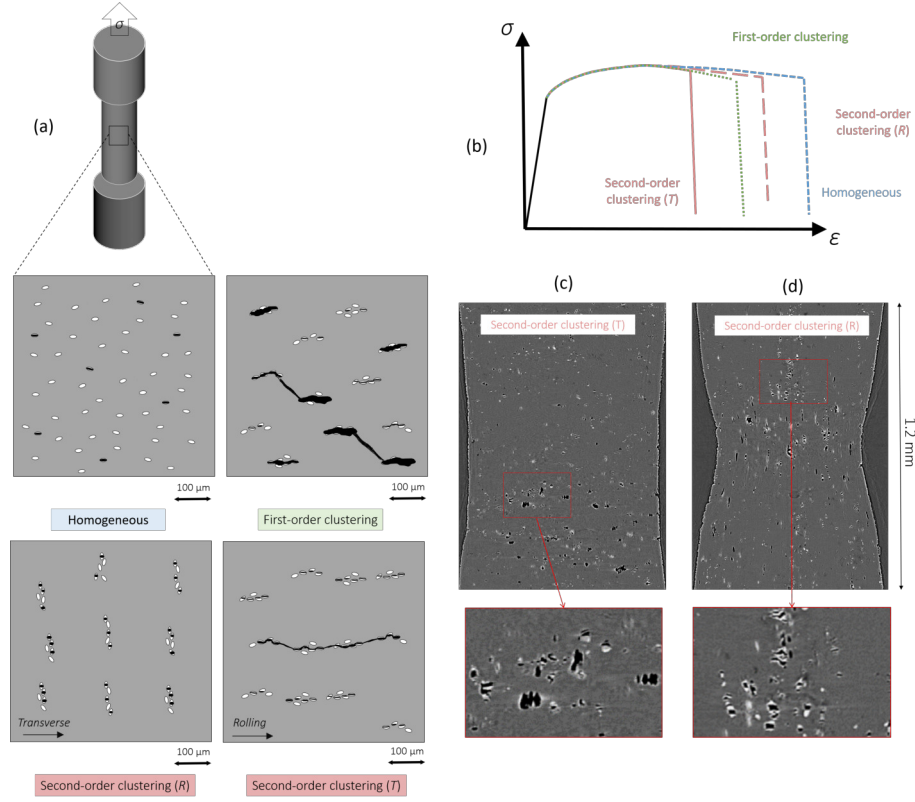 σ
(a)
100 µm
Homogeneous
100 µm
First-order clustering
Transverse
100 µm
Second-order clustering (R)
Rolling
100 µm
Second-order clustering (T)
σ
First-order clustering
(b)
Second-order
clustering (R)
Second-order
clustering (T)
Homogeneous
ε
(c)
(d)
Second-order clustering (T)
Second-order clustering (R)
1.2 mm